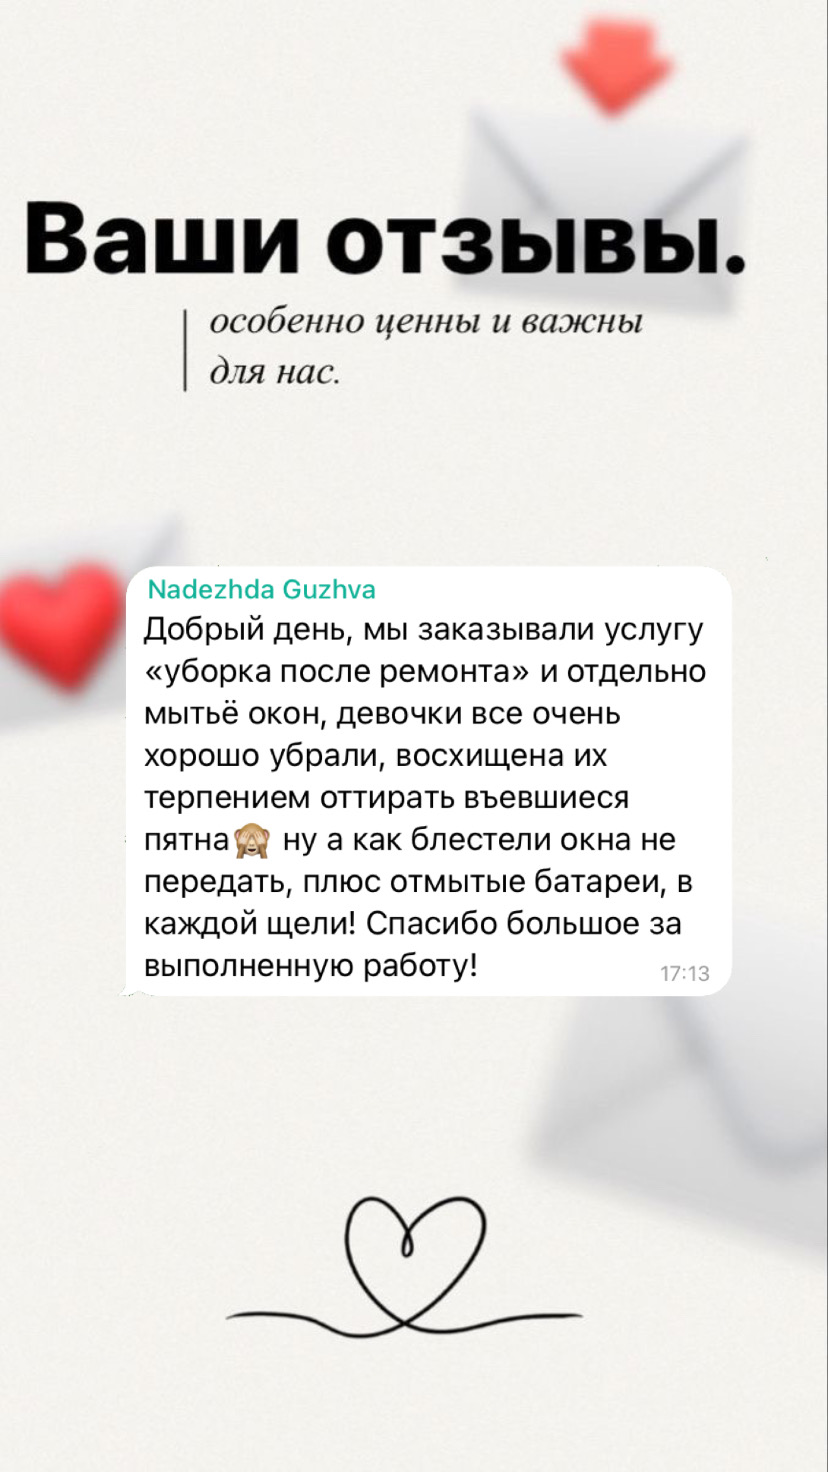 Ваши отзывы.
особенно ценны и важны
для нас.
Nadezhda Guzhva
Добрый день, мы заказывали услугу
«уборка после ремонта» и отдельно
мытьё окон, девочки все очень
хорошо убрали, восхищена их
терпением оттирать въевшиеся
пятна🙈 ну а как блестели окна не
передать, плюс отмытые батареи, в
каждой щели! Спасибо большое за
выполненную работу!
17:13